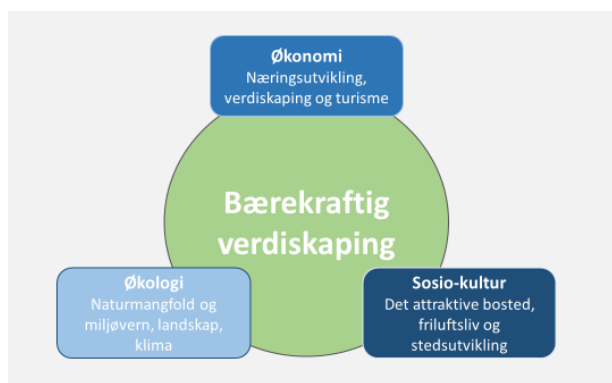 Økonomi
Næringsutvikling,
verdiskaping og turisme
Bærekraftig
verdiskaping
Økologi
Naturmangfold og
miljøvern, landskap,
klima
Sosio-kultur
Det attraktive bosted,
friluftsliv og
stedsutvikling